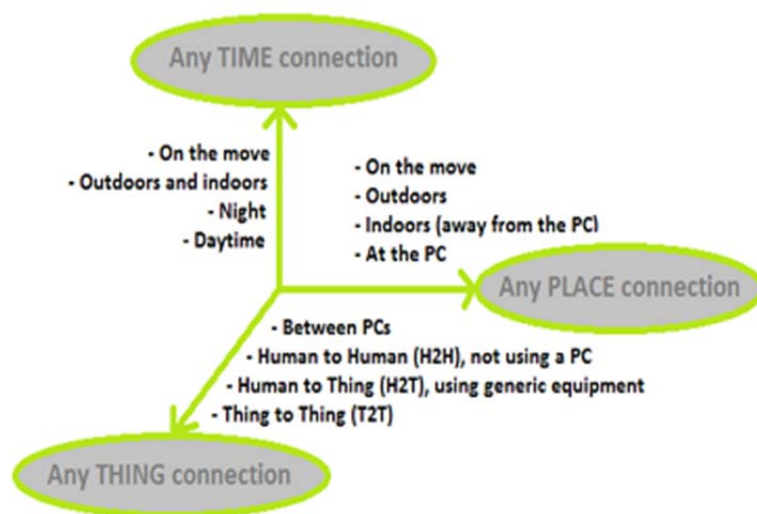 Any TIME connection
- On the move
- Outdoors and indoors
- Night
- Daytime
- On the move
- Outdoors
- Indoors (away from the PC)
- At the PC
Any PLACE connection
- Between PCs
- Human to Human (H2H), not using a PC
- Human to Thing (H2T), using generic equipment
- Thing to Thing (T2T)
Any THING connection